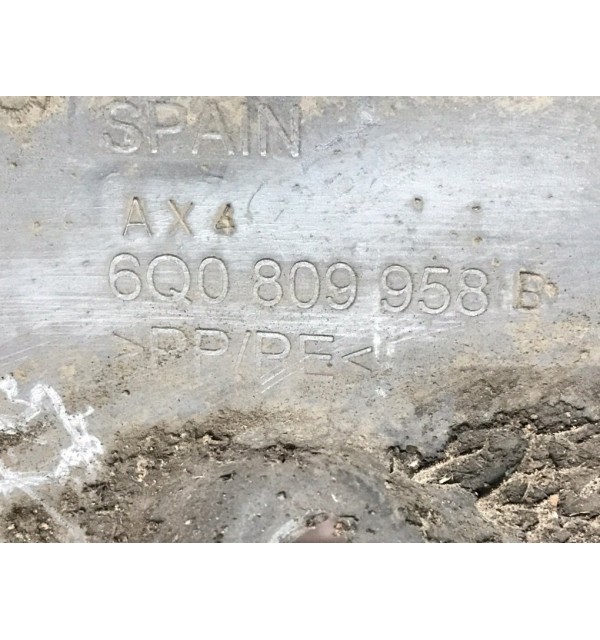 SPAIN
AX4
6Q0 809 958 B
>PP/PE<